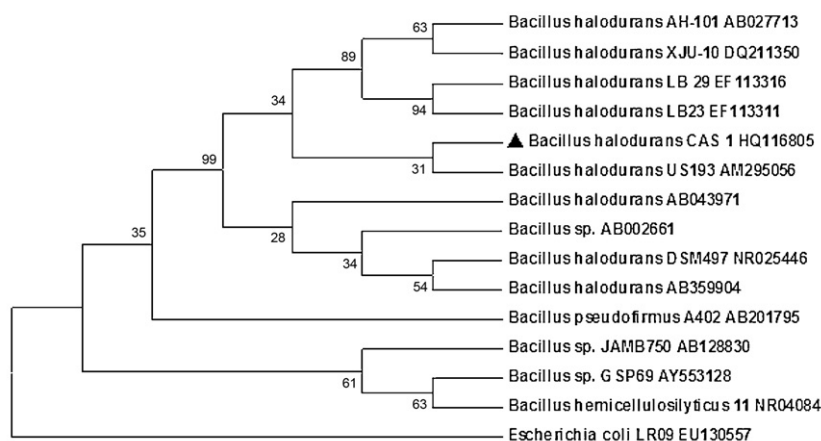 Bacillus halodurans AH-101 AB027713
63
Bacillus halodurans XJU-10 DQ211350
89
Bacillus halodurans LB 29 EF113316
34
94
Bacillus halodurans LB23 EF113311
▲ Bacillus halodurans CAS 1 HQ116805
99
31
Bacillus halodurans US193 AM295056
Bacillus halodurans AB043971
35
28
Bacillus sp. AB002661
34
Bacillus halodurans DSM497 NR025446
54
Bacillus halodurans AB359904
Bacillus pseudofirmus A402 AB201795
Bacillus sp. JAMB750 AB128830
61
Bacillus sp. G SP69 AY553128
63
Bacillus hemicellulosilyticus 11 NR04084
Escherichia coli LR09 EU130557